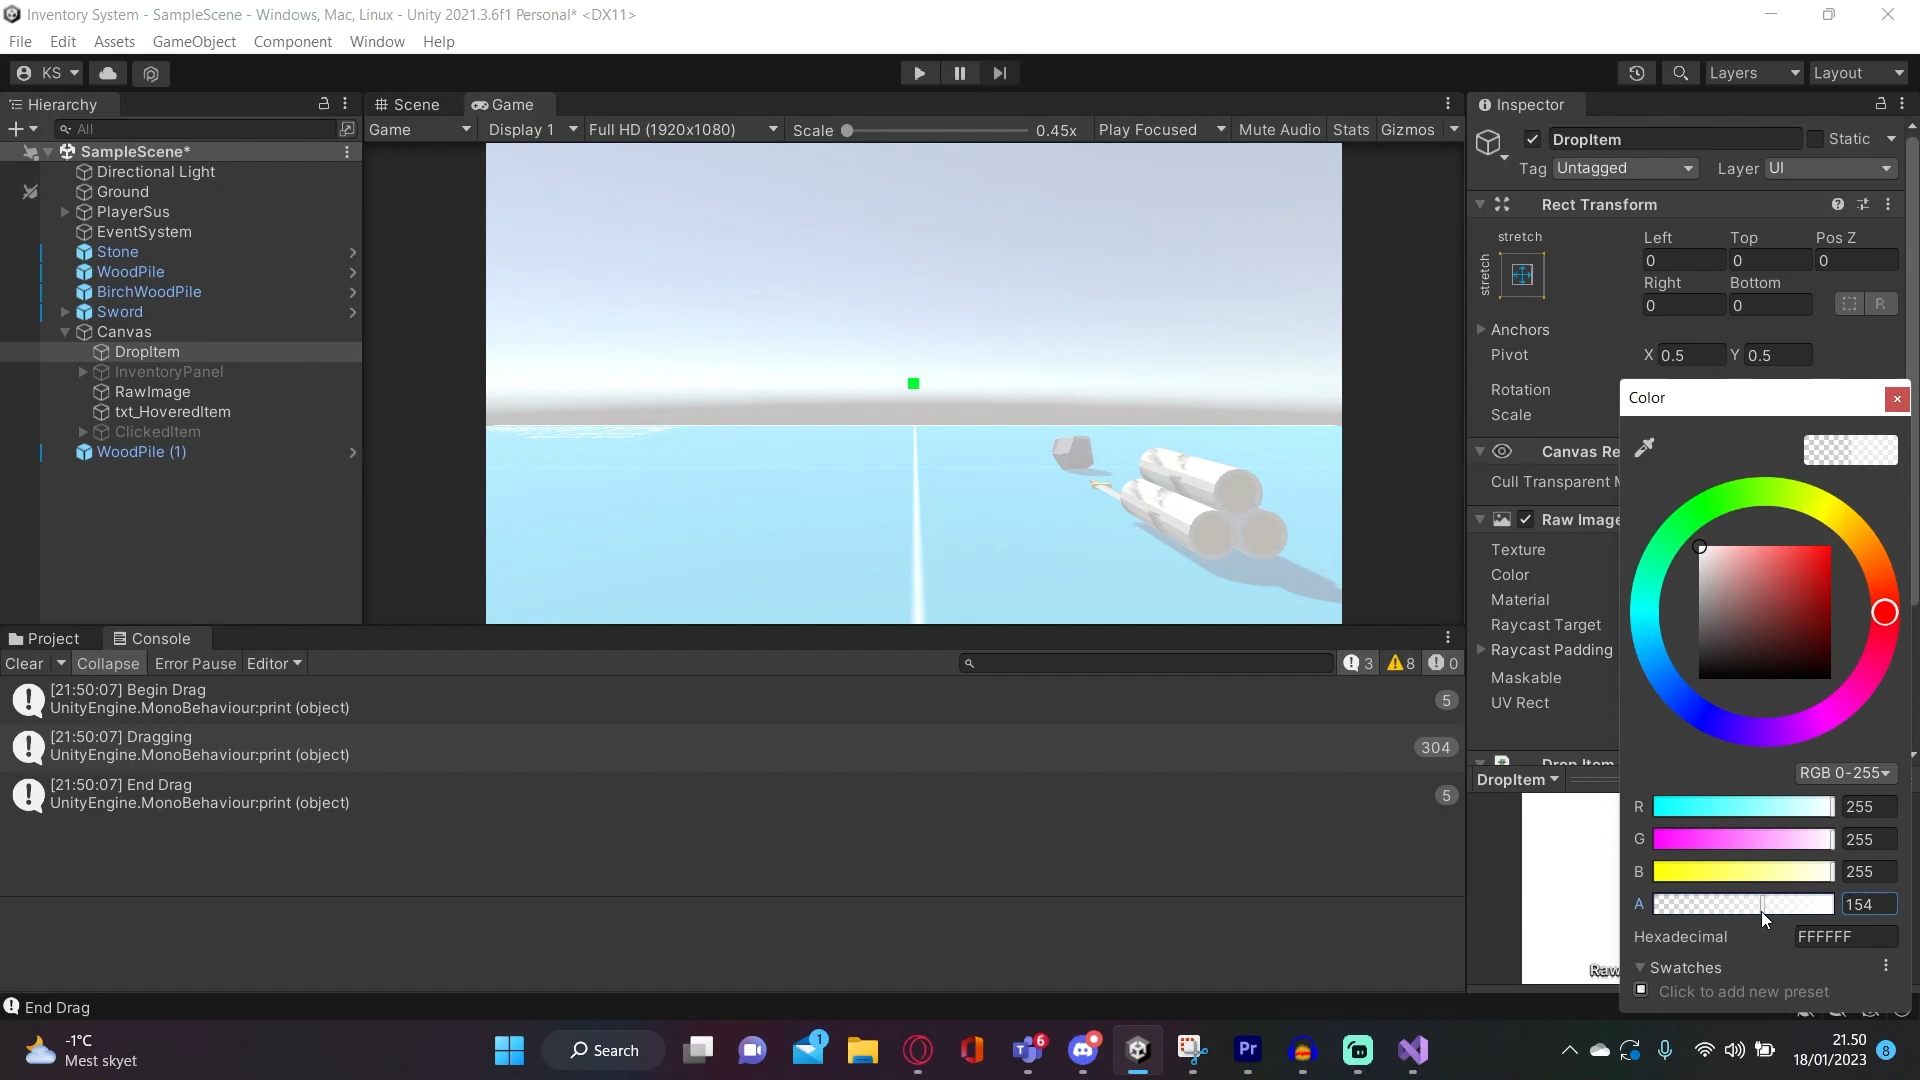 Inventory System - SampleScene - Windows, Mac, Linux - Unity 2021.3.6f1 Personal* <DX11>
File Edit Assets GameObject Component Window Help
KS Layers Layout
Hierarchy
All
SampleScene*
Directional Light
Ground
PlayerSus
EventSystem
Stone
WoodPile
BirchWoodPile
Sword
Canvas
DropItem
InventoryPanel
RawImage
txt_HoveredItem
ClickedItem
WoodPile (1)
Scene Game
Game Display 1 Full HD (1920x1080) Scale 0.45x Play Focused Mute Audio Stats Gizmos
Project Console
Clear Collapse Error Pause Editor 3 8 0
[21:50:07] Begin Drag
UnityEngine.MonoBehaviour:print (object)
5
[21:50:07] Dragging
UnityEngine.MonoBehaviour:print (object)
304
[21:50:07] End Drag
UnityEngine.MonoBehaviour:print (object)
5
End Drag
Inspector
DropItem Static
Tag Untagged Layer UI
Rect Transform
stretch
stretch
Left Top Pos Z
0 0 0
Right Bottom
0 0 R
Anchors
Pivot X 0.5 Y 0.5
Rotation
Scale
Canvas Re
Cull Transparent M
Raw Image
Texture
Color
Material
Raycast Target
Raycast Padding
Maskable
UV Rect
Drop Item
DropItem
Raw
Color
RGB 0-255
R 255
G 255
B 255
A 154
Hexadecimal FFFFFF
Swatches
Click to add new preset
-1°C
Mest skyet
Search
1
6
Pr
21.50
18/01/2023
8